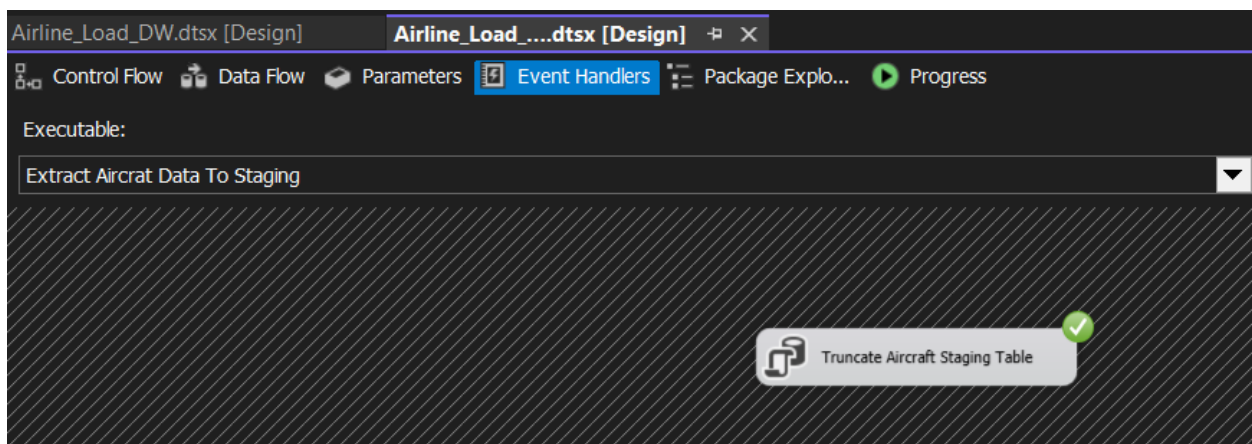 Airline_Load_DW.dtsx [Design] Airline_Load_....dtsx [Design]
Control Flow Data Flow Parameters Event Handlers Package Explo... Progress
Executable:
Extract Aircrat Data To Staging
Truncate Aircraft Staging Table